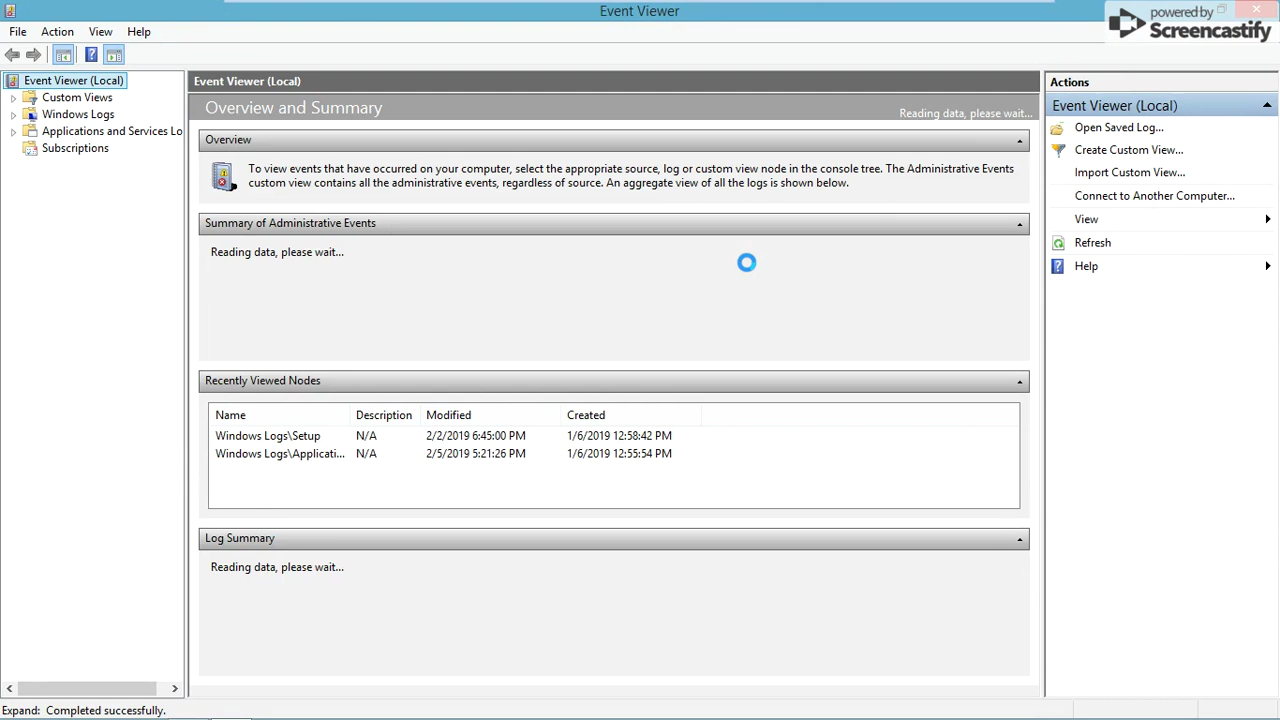 Event Viewer
powered by
Screencastify
File Action View Help
Event Viewer (Local)
Custom Views
Windows Logs
Applications and Services Lo
Subscriptions
Event Viewer (Local)
Overview and Summary
Reading data, please wait...
Overview
To view events that have occurred on your computer, select the appropriate source, log or custom view node in the console tree. The Administrative Events
custom view contains all the administrative events, regardless of source. An aggregate view of all the logs is shown below.
Summary of Administrative Events
Reading data, please wait...
Recently Viewed Nodes
Name Description Modified Created
Windows Logs\Setup N/A 2/2/2019 6:45:00 PM 1/6/2019 12:58:42 PM
Windows Logs\Applicati... N/A 2/5/2019 5:21:26 PM 1/6/2019 12:55:54 PM
Log Summary
Reading data, please wait...
Actions
Event Viewer (Local)
Open Saved Log...
Create Custom View...
Import Custom View...
Connect to Another Computer...
View
Refresh
Help
Expand: Completed successfully.